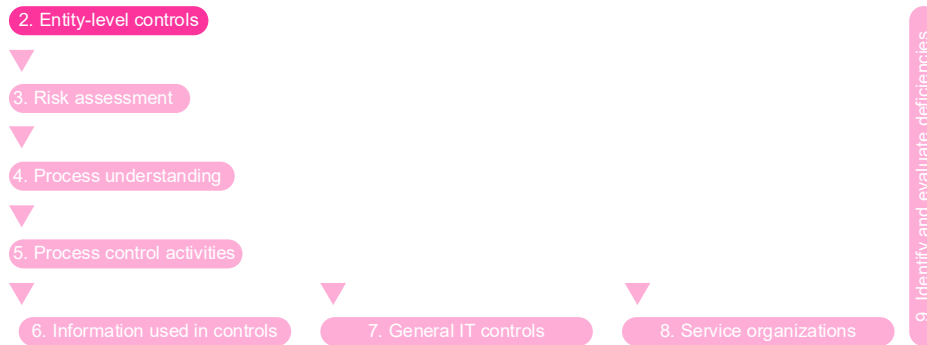 2. Entity-level controls
3. Risk assessment
4. Process understanding
5. Process control activities
6. Information used in controls
7. General IT controls
8. Service organizations
9. Identify and evaluate deficiencies